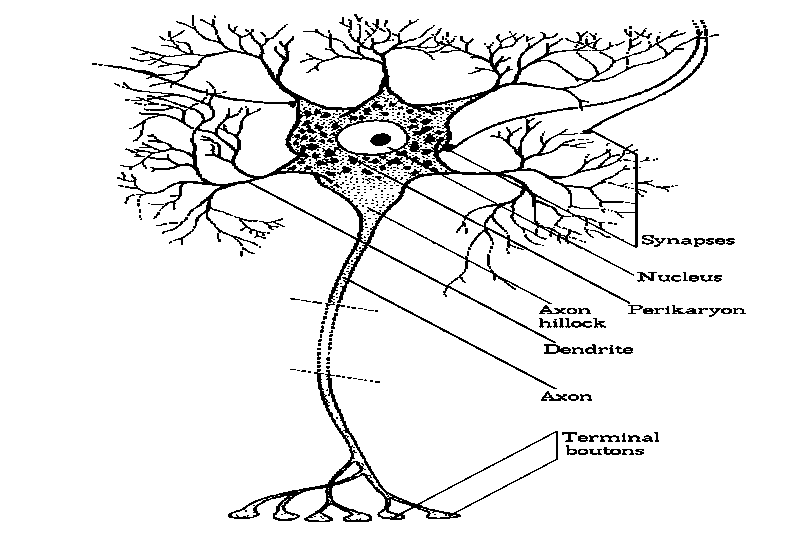 Synapses
Nucleus
Perikaryon
Axon
hillock
Dendrite
Axon
Terminal
boutons